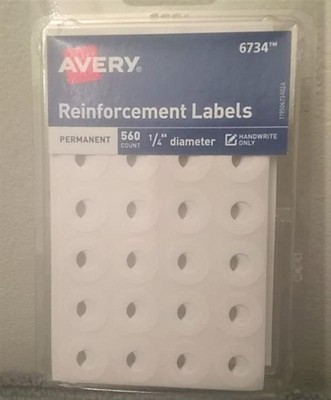 AVERY®
6734™
Reinforcement Labels
PERMANENT 560 COUNT 1/4" diameter HANDWRITE ONLY